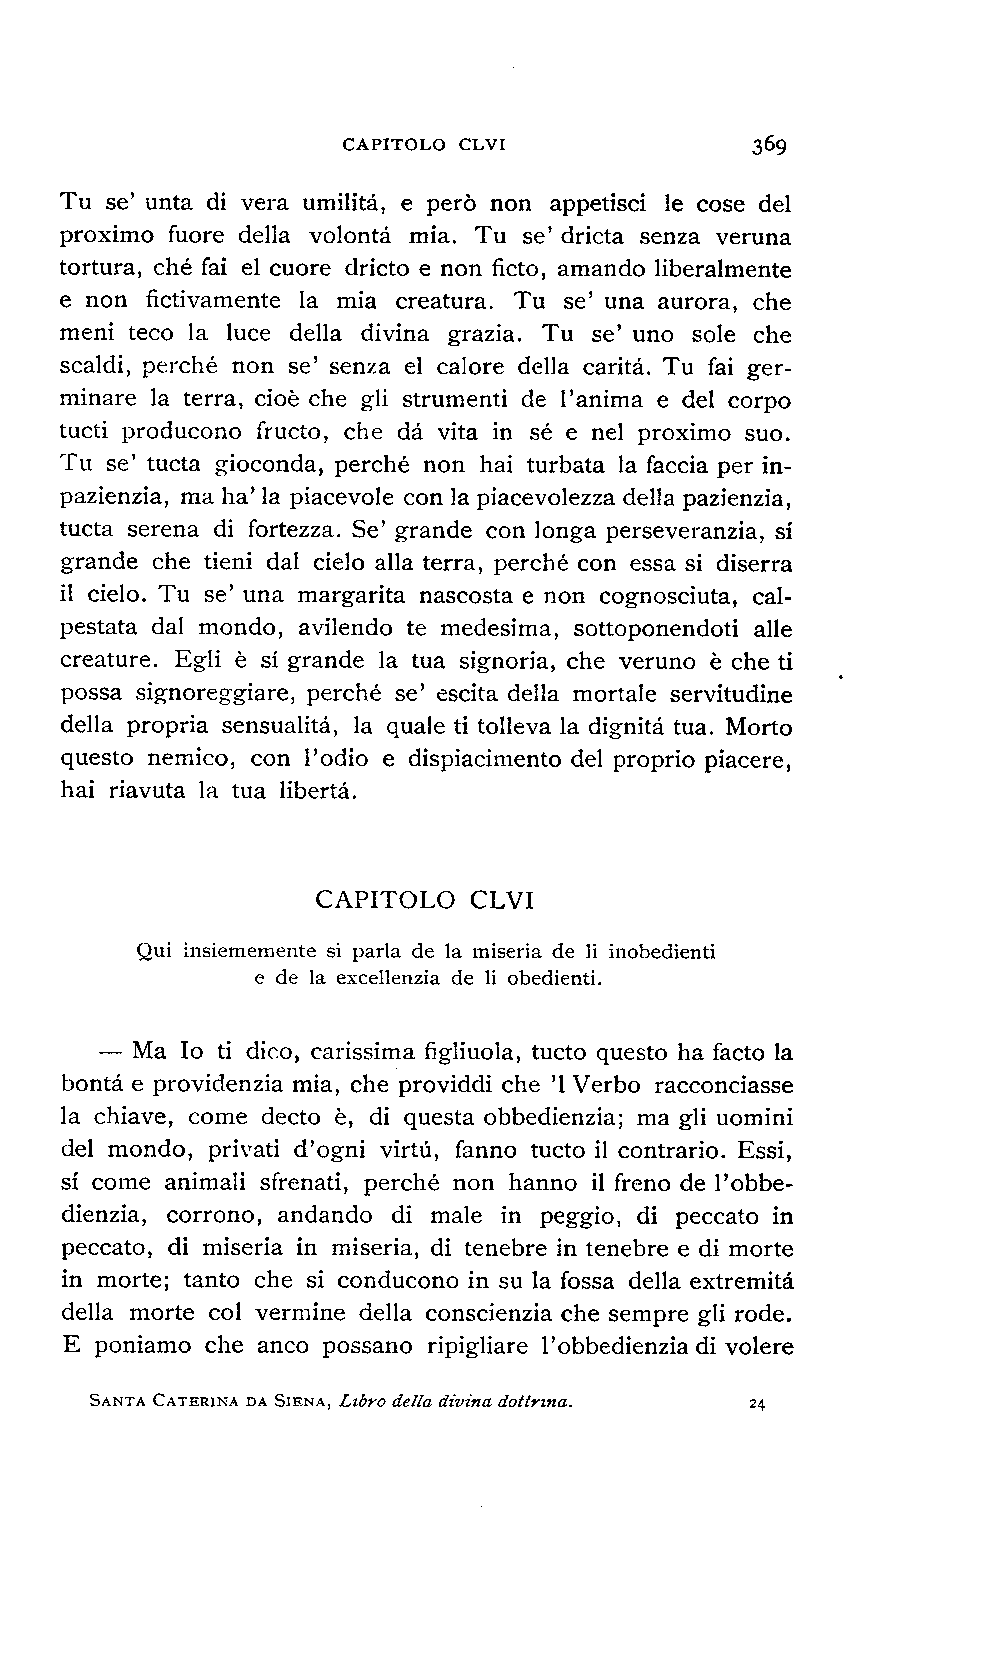 CAPITOLO CLVI 369
Tu se' unta di vera umilitá, e però non appetisci le cose del
proximo fuore della volontá mia. Tu se' dricta senza veruna
tortura, ché fai el cuore dricto e non ficto, amando liberalmente
e non fictivamente la mia creatura. Tu se' una aurora, che
meni teco la luce della divina grazia. Tu se' uno sole che
scaldi, perché non se' senza el calore della caritá. Tu fai ger-
minare la terra, cioè che gli strumenti de l'anima e del corpo
tucti producono fructo, che dá vita in sé e nel proximo suo.
Tu se' tucta gioconda, perché non hai turbata la faccia per in-
pazienzia, ma ha' la piacevole con la piacevolezza della pazienzia,
tucta serena di fortezza. Se' grande con longa perseveranzia, sí
grande che tieni dal cielo alla terra, perché con essa si diserra
il cielo. Tu se' una margarita nascosta e non cognosciuta, cal-
pestata dal mondo, avilendo te medesima, sottoponendoti alle
creature. Egli è sí grande la tua signoria, che veruno è che ti
possa signoreggiare, perché se' escita della mortale servitudine
della propria sensualitá, la quale ti tolleva la dignitá tua. Morto
questo nemico, con l'odio e dispiacimento del proprio piacere,
hai riavuta la tua libertá.
CAPITOLO CLVI
Qui insiememente si parla de la miseria de li inobedienti
e de la excellenzia de li obedienti.
— Ma Io ti dico, carissima figliuola, tucto questo ha facto la
bontá e providenzia mia, che providdi che 'l Verbo racconciasse
la chiave, come decto è, di questa obbedienzia; ma gli uomini
del mondo, privati d'ogni virtú, fanno tucto il contrario. Essi,
sí come animali sfrenati, perché non hanno il freno de l'obbe-
dienzia, corrono, andando di male in peggio, di peccato in
peccato, di miseria in miseria, di tenebre in tenebre e di morte
in morte; tanto che si conducono in su la fossa della extremitá
della morte col vermine della conscienzia che sempre gli rode.
E poniamo che anco possano ripigliare l'obbedienzia di volere
SANTA CATERINA DA SIENA, Libro della divina dottrina. 24